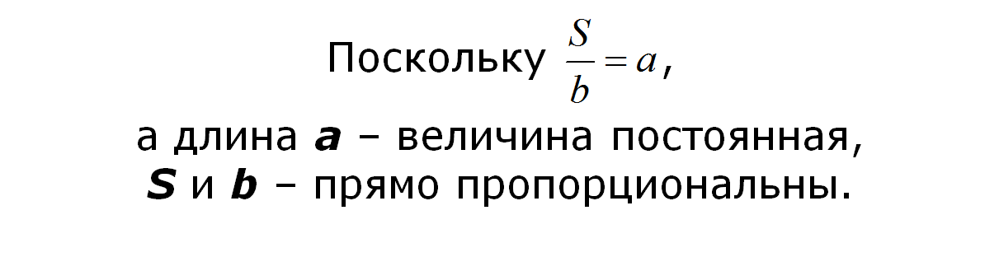 Поскольку S/b = a,
а длина a – величина постоянная,
S и b – прямо пропорциональны.